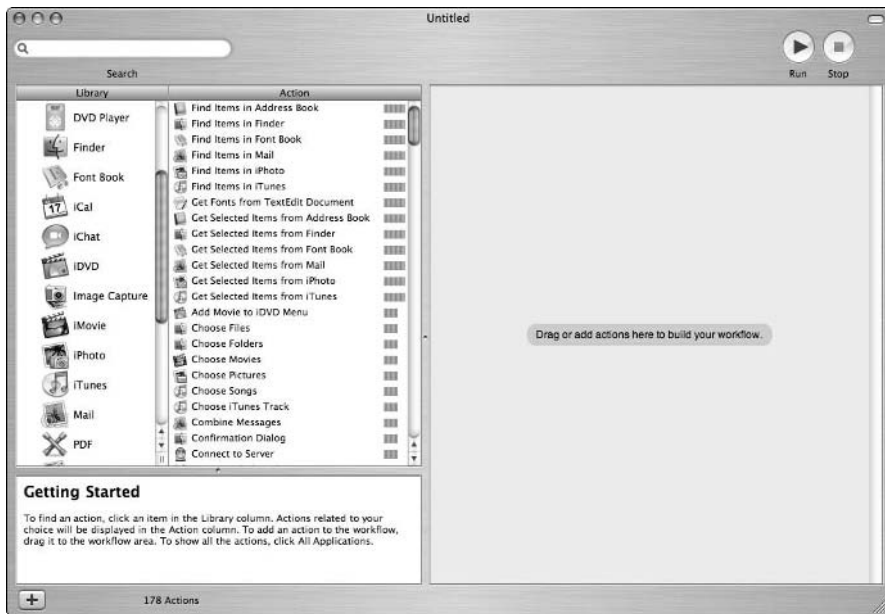 Untitled
Search
Run
Stop
Library
Action
DVD Player
Finder
Font Book
17
iCal
iChat
iDVD
Image Capture
iMovie
iPhoto
iTunes
Mail
PDF
Find Items in Address Book
Find Items in Finder
Find Items in Font Book
Find Items in Mail
Find Items in iPhoto
Find Items in iTunes
Get Fonts from TextEdit Document
Get Selected Items from Address Book
Get Selected Items from Finder
Get Selected Items from Font Book
Get Selected Items from Mail
Get Selected Items from iPhoto
Get Selected Items from iTunes
Add Movie to iDVD Menu
Choose Files
Choose Folders
Choose Movies
Choose Pictures
Choose Songs
Choose iTunes Track
Combine Messages
Confirmation Dialog
Connect to Server
Drag or add actions here to build your workflow.
Getting Started
To find an action, click an item in the Library column. Actions related to your
choice will be displayed in the Action column. To add an action to the workflow,
drag it to the workflow area. To show all the actions, click All Applications.
178 Actions